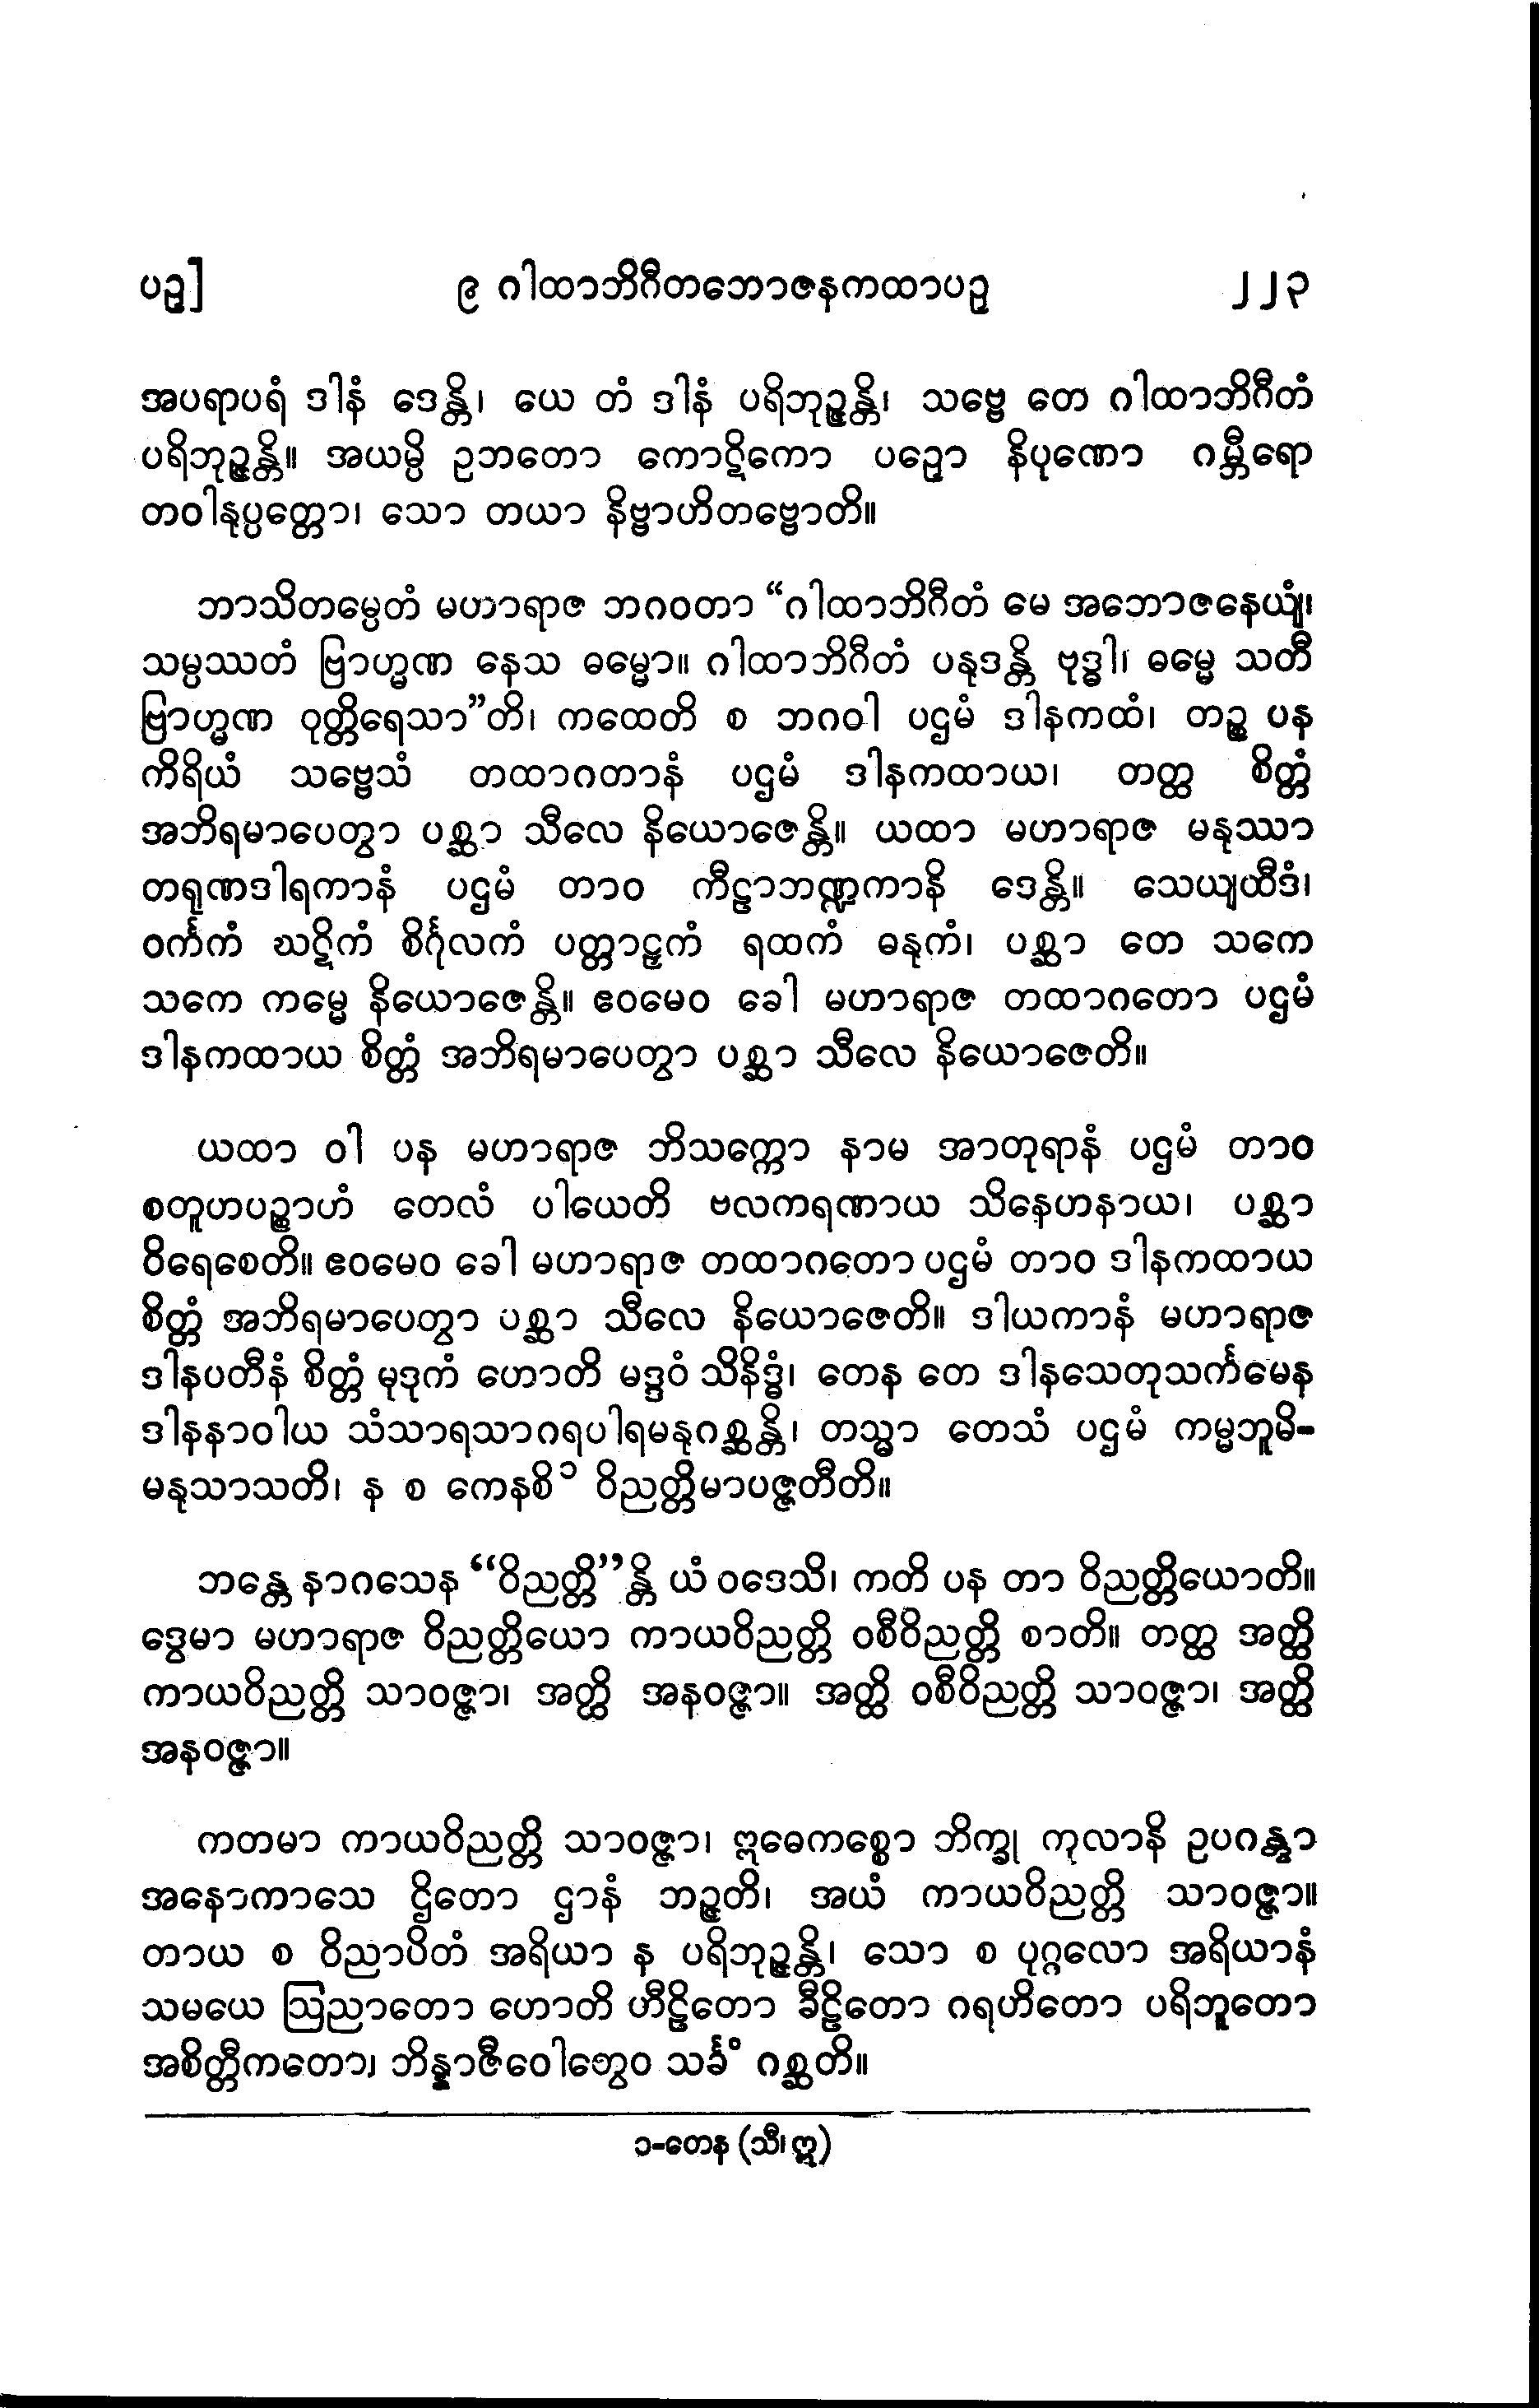 ပဥှ]
၉ ဂါထာဘိဂီတဘောဇနကထာပဥှ
၂၂၃
အပရာပရံ ဒါနံ ဒေန္တိ၊ ယေ တံ ဒါနံ ပရိဘုဉ္ဇန္တိ၊ သဗ္ဗေ တေ ဂါထာဘိဂီတံ
ပရိဘုဉ္ဇန္တိ။ အယမ္ပိ ဥဘတော ကောဋိကော ပဥှော နိပုဏော ဂမ္ဘီရော
တဝါနုပ္ပတ္တော၊ သော တယာ နိဗ္ဗာဟိတဗ္ဗောတိ။
ဘာသိတမ္ပေတံ မဟာရာဇ ဘဂဝတာ “ဂါထာဘိဂီတံ မေ အဘောဇနေယျံ၊
သမ္ပဿတံ ဗြာဟ္မဏ နေသ ဓမ္မော။ ဂါထာဘိဂီတံ ပနုဒန္တိ ဗုဒ္ဓါ၊ ဓမ္မေ သတီ
ဗြာဟ္မဏ ဝုတ္တိရေသာ”တိ၊ ကထေတိ စ ဘဂဝါ ပဌမံ ဒါနကထံ၊ တဉ္စ ပန
ကိရိယံ သဗ္ဗေသံ တထာဂတာနံ ပဌမံ ဒါနကထာယ၊ တတ္ထ စိတ္တံ
အဘိရမာပေတွာ ပစ္ဆာ သီလေ နိယောဇေန္တိ။ ယထာ မဟာရာဇ မနုဿာ
တရုဏဒါရကာနံ ပဌမံ တာဝ ကီဠာဘဏ္ဍကာနိ ဒေန္တိ။ သေယျထီဒံ၊
ဝင်္ကကံ ဃဋိကံ စိင်္ဂုလကံ ပတ္တာဠှကံ ရထကံ ဓနုကံ၊ ပစ္ဆာ တေ သကေ
သကေ ကမ္မေ နိယောဇေန္တိ။ ဧဝမေဝ ခေါ မဟာရာဇ တထာဂတော ပဌမံ
ဒါနကထာယ စိတ္တံ အဘိရမာပေတွာ ပစ္ဆာ သီလေ နိယောဇေတိ။
ယထာ ဝါ ပန မဟာရာဇ ဘိသက္ကော နာမ အာတုရာနံ ပဌမံ တာဝ
စတူဟပဉ္စာဟံ တေလံ ပါယေတိ ဗလကရဏာယ သိနေဟနာယ၊ ပစ္ဆာ
ဝိရေစေတိ။ ဧဝမေဝ ခေါ မဟာရာဇ တထာဂတော ပဌမံ တာဝ ဒါနကထာယ
စိတ္တံ အဘိရမာပေတွာ ပစ္ဆာ သီလေ နိယောဇေတိ။ ဒါယကာနံ မဟာရာဇ
ဒါနပတီနံ စိတ္တံ မုဒုကံ ဟောတိ မဒ္ဒဝံ သိနိဒ္ဓံ၊ တေန တေ ဒါနသေတုသင်္ကမေန
ဒါနနာဝါယ သံသာရသာဂရပါရမနုဂစ္ဆန္တိ၊ တသ္မာ တေသံ ပဌမံ ကမ္မဘူမိ-
မနုသာသတိ၊ န စ ကေနစိ ၁ ဝိညတ္တိမာပဇ္ဇတီတိ။
ဘန္တေ နာဂသေန “ဝိညတ္တိ”န္တိ ယံ ဝဒေသိ၊ ကတိ ပန တာ ဝိညတ္တိယောတိ။
ဒွေမာ မဟာရာဇ ဝိညတ္တိယော ကာယဝိညတ္တိ ဝစီဝိညတ္တိ စာတိ။ တတ္ထ အတ္ထိ
ကာယဝိညတ္တိ သာဝဇ္ဇာ၊ အတ္ထိ အနဝဇ္ဇာ။ အတ္ထိ ဝစီဝိညတ္တိ သာဝဇ္ဇာ၊ အတ္ထိ
အနဝဇ္ဇာ။
ကတမာ ကာယဝိညတ္တိ သာဝဇ္ဇာ၊ ဣဓေကစ္စော ဘိက္ခု ကုလာနိ ဥပဂန္တွာ
အနောကာသေ ဌိတော ဌာနံ ဘဉ္ဇတိ၊ အယံ ကာယဝိညတ္တိ သာဝဇ္ဇာ။
တာယ စ ဝိညာပိတံ အရိယာ န ပရိဘုဉ္ဇန္တိ၊ သော စ ပုဂ္ဂလော အရိယာနံ
သမယေ ဩညာတော ဟောတိ ဟီဠိတော ခီဠိတော ဂရဟိတော ပရိဘူတော
အစိတ္တီကတော၊ ဘိန္နာဇီဝေါတွေဝ သင်္ခံ ဂစ္ဆတိ။
၁-တေန (သီ၊ ဣ)